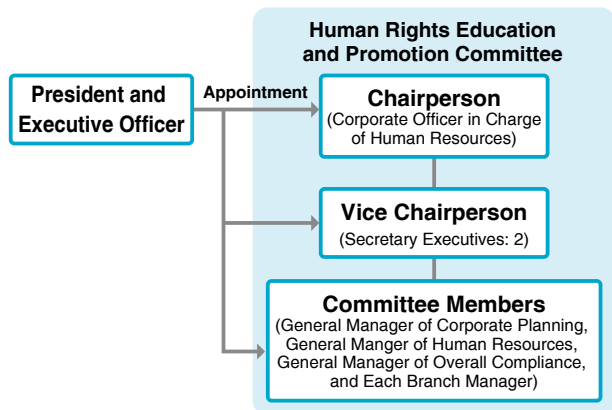 Human Rights Education
and Promotion Committee
President and
Executive Officer
Appointment
Chairperson
(Corporate Officer in Charge
of Human Resources)
Vice Chairperson
(Secretary Executives: 2)
Committee Members
(General Manager of Corporate Planning,
General Manger of Human Resources,
General Manager of Overall Compliance,
and Each Branch Manager)